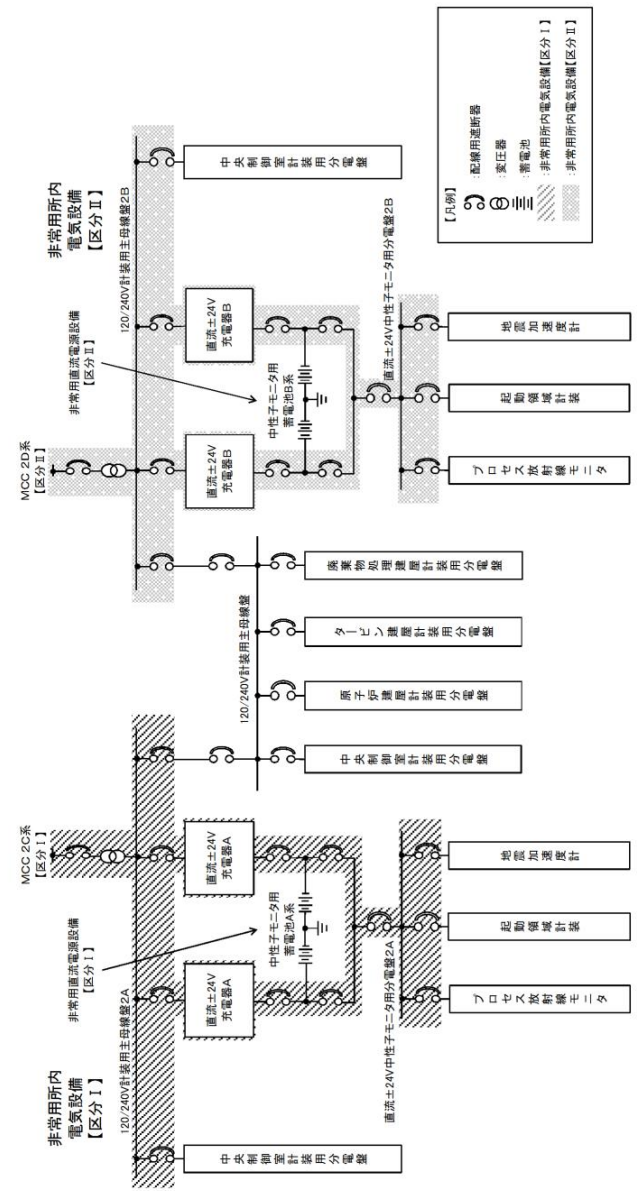 非常用所内
電気設備
【区分Ⅰ】
120/240V計装用主母線盤2A
中央制御室計装用分電盤
非常用直流電源設備
【区分Ⅰ】
MCC 2C系
【区分Ⅰ】
直流±24V
充電器A
直流±24V
充電器A
中性子モニタ用
蓄電池A系
直流±24V中性子モニタ用分電盤2A
プロセス放射線モニタ
起動領域計装
地震加速度計
120/240V計装用主母線盤
中央制御室計装用分電盤
原子炉建屋計装用分電盤
タービン建屋計装用分電盤
廃棄物処理建屋計装用分電盤
MCC 2D系
【区分Ⅱ】
非常用直流電源設備
【区分Ⅱ】
非常用所内
電気設備
【区分Ⅱ】
120/240V計装用主母線盤2B
中央制御室計装用分電盤
直流±24V
充電器B
直流±24V
充電器B
中性子モニタ用
蓄電池B系
直流±24V中性子モニタ用分電盤2B
プロセス放射線モニタ
起動領域計装
地震加速度計
【凡例】
:配線用遮断器
:変圧器
:蓄電池
:非常用所内電気設備【区分Ⅰ】
:非常用所内電気設備【区分Ⅱ】